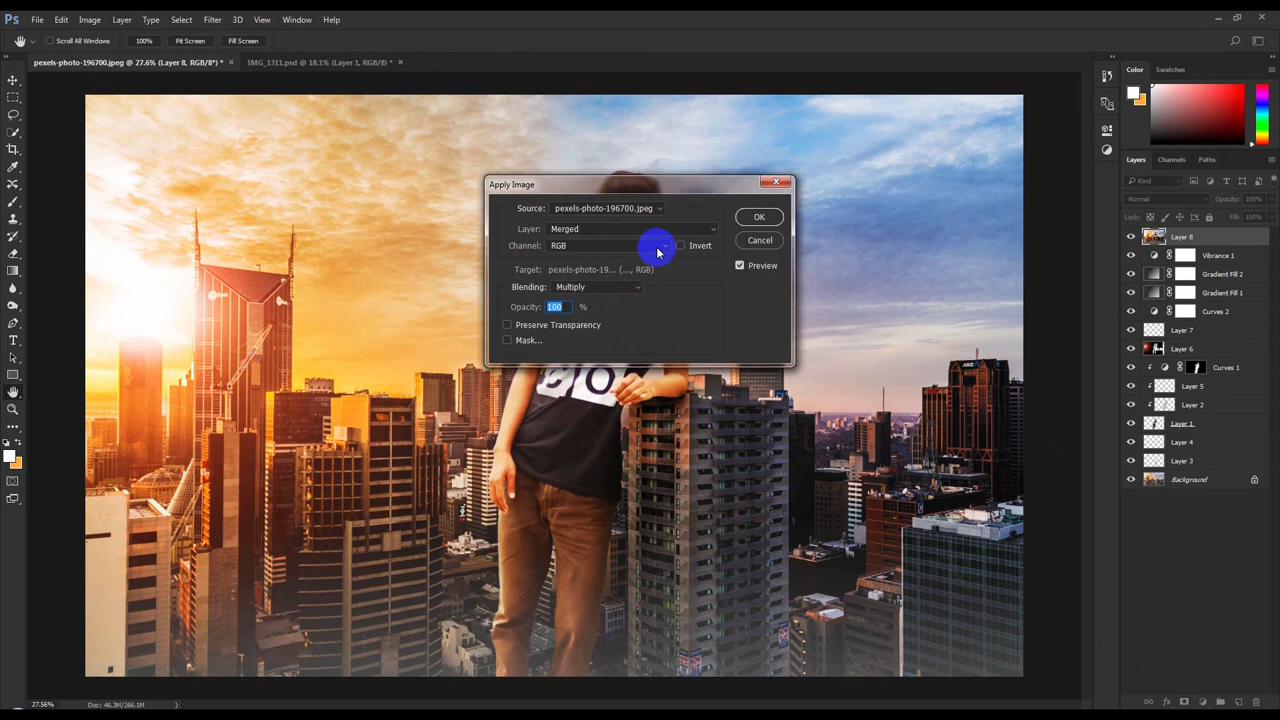 Ps File Edit Image Layer Type Select Filter 3D View Window Help
Scroll All Windows 100% Fit Screen Fill Screen
pexels-photo-196700.jpeg @ 27.6% (Layer 8, RGB/8*) * × IMG_1311.psd @ 18.1% (Layer 1, RGB/8) * ×
Color Swatches
Apply Image
Source: pexels-photo-196700.jpeg
OK
Layer: Merged
Cancel
Channel: RGB
Invert
Preview
Target: pexels-photo-19... (..., RGB)
Blending: Multiply
Opacity: 100 %
Preserve Transparency
Mask...
Layers Channels Paths
Kind
Normal Opacity: 100%
Lock: Fill: 100%
Layer 8
Vibrance 1
Gradient Fill 2
Gradient Fill 1
Curves 2
Layer 7
Layer 6
Curves 1
Layer 5
Layer 2
Layer 1
Layer 4
Layer 3
Background
ANZ
27.56% Doc: 46.3M/266.1M